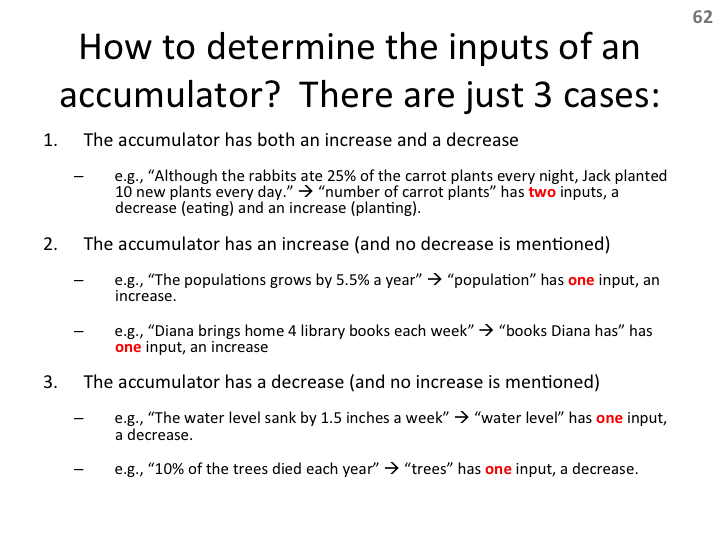 62
How to determine the inputs of an
accumulator?  There are just 3 cases:
1. The accumulator has both an increase and a decrease
– e.g., “Although the rabbits ate 25% of the carrot plants every night, Jack planted
10 new plants every day.” → “number of carrot plants” has two inputs, a
decrease (eating) and an increase (planting).
2. The accumulator has an increase (and no decrease is mentioned)
– e.g., “The populations grows by 5.5% a year” → “population” has one input, an
increase.
– e.g., “Diana brings home 4 library books each week” → “books Diana has” has
one input, an increase
3. The accumulator has a decrease (and no increase is mentioned)
– e.g., “The water level sank by 1.5 inches a week” → “water level” has one input,
a decrease.
– e.g., “10% of the trees died each year” → “trees” has one input, a decrease.